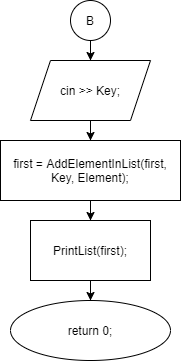 B
cin >> Key;
first = AddElementInList(first,
Key, Element);
PrintList(first);
return 0;